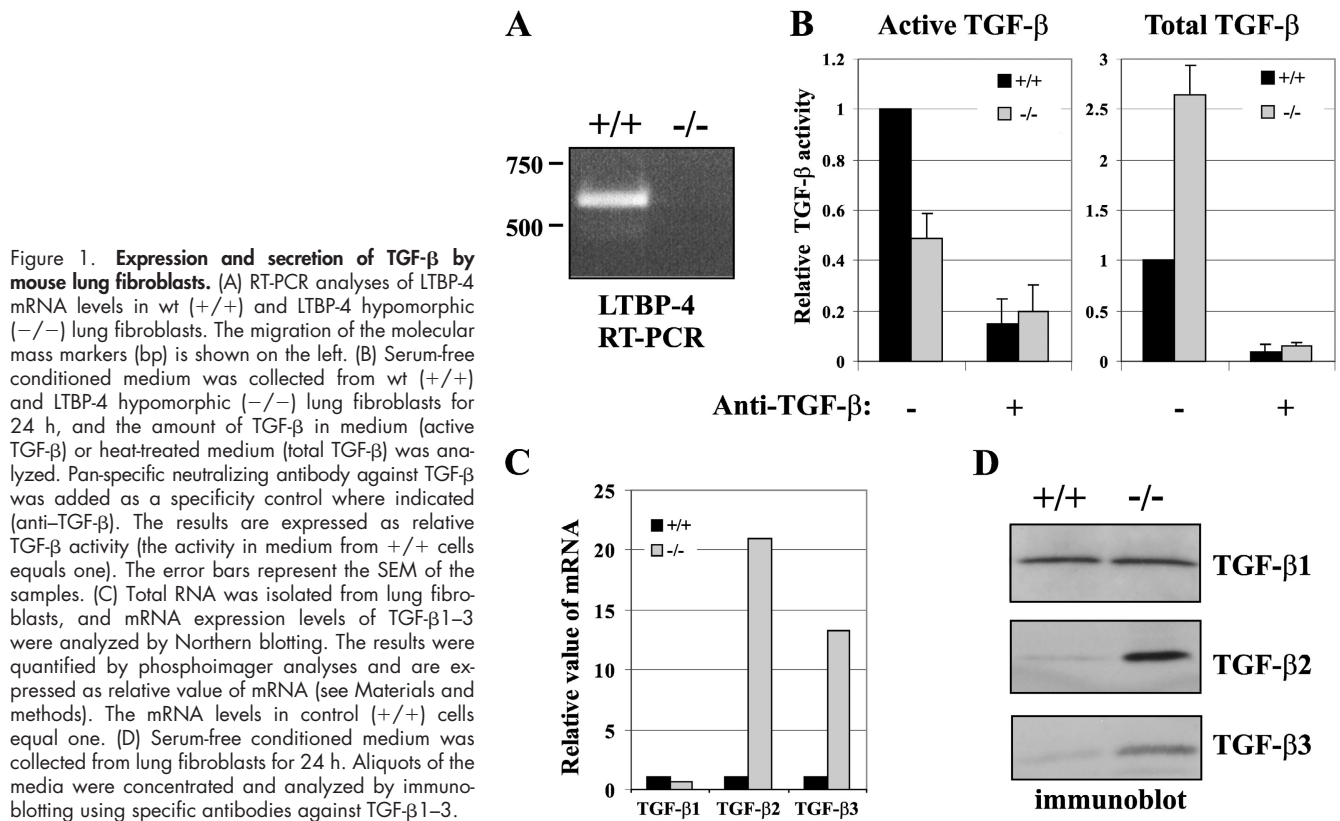 Figure 1. Expression and secretion of TGF-β by
mouse lung fibroblasts. (A) RT-PCR analyses of LTBP-4
mRNA levels in wt (+/+) and LTBP-4 hypomorphic
(−/−) lung fibroblasts. The migration of the molecular
mass markers (bp) is shown on the left. (B) Serum-free
conditioned medium was collected from wt (+/+)
and LTBP-4 hypomorphic (−/−) lung fibroblasts for
24 h, and the amount of TGF-β in medium (active
TGF-β) or heat-treated medium (total TGF-β) was ana-
lyzed. Pan-specific neutralizing antibody against TGF-β
was added as a specificity control where indicated
(anti–TGF-β). The results are expressed as relative
TGF-β activity (the activity in medium from +/+ cells
equals one). The error bars represent the SEM of the
samples. (C) Total RNA was isolated from lung fibro-
blasts, and mRNA expression levels of TGF-β1–3
were analyzed by Northern blotting. The results were
quantified by phosphoimager analyses and are ex-
pressed as relative value of mRNA (see Materials and
methods). The mRNA levels in control (+/+) cells
equal one. (D) Serum-free conditioned medium was
collected from lung fibroblasts for 24 h. Aliquots of the
media were concentrated and analyzed by immuno-
blotting using specific antibodies against TGF-β1–3.
A
+/+ -/-
750
500
LTBP-4
RT-PCR
B
Active TGF-β
Relative TGF-β activity
1.2
1
0.8
0.6
0.4
0.2
0
+/+
-/-
Total TGF-β
3
2.5
2
1.5
1
0.5
0
+/+
-/-
Anti-TGF-β: - + - +
C
Relative value of mRNA
25
20
15
10
5
0
+/+
-/-
TGF-β1 TGF-β2 TGF-β3
D
+/+ -/-
TGF-β1
TGF-β2
TGF-β3
immunoblot